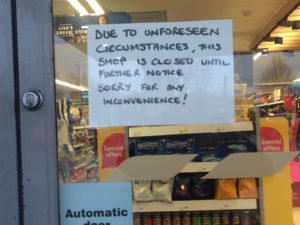 LISA'S
DUE TO UNFORESEEN
CIRCUMSTANCES, THIS
SHOP IS CLOSED UNTIL
FURTHER NOTICE
SORRY FOR ANY
INCONVENIENCE!
Special
offers
Special
offers
Automatic
door